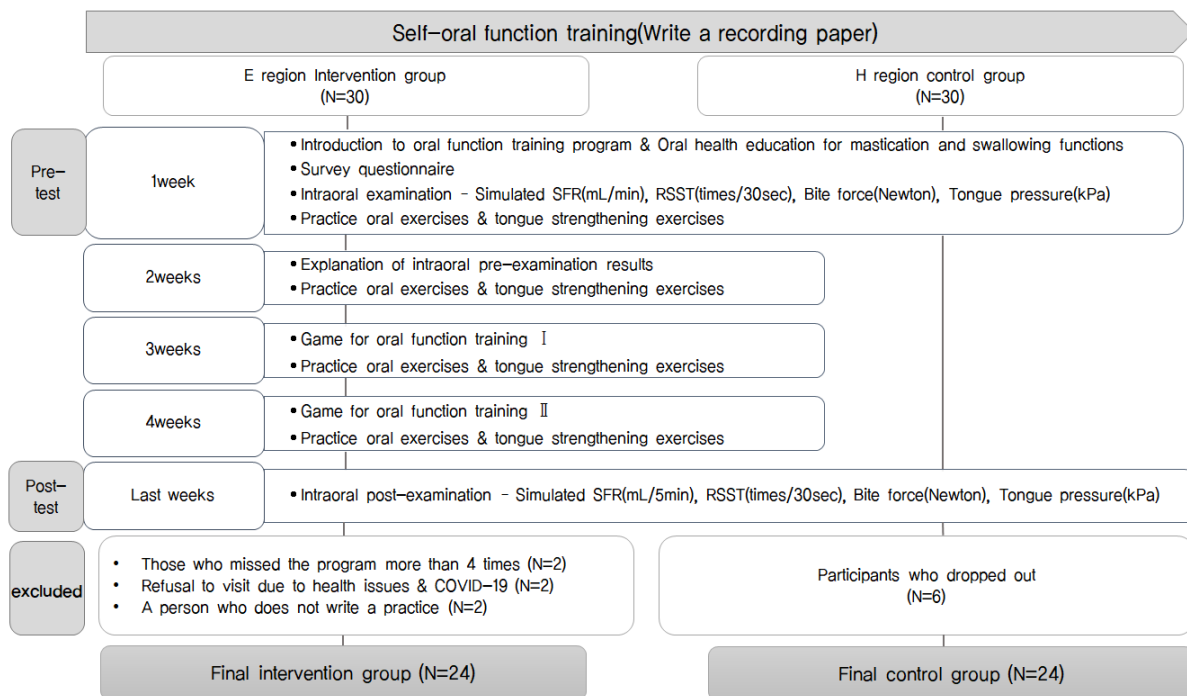 Self-oral function training(Write a recording paper)
E region Intervention group
(N=30)
H region control group
(N=30)
Pre-
test
1week
• Introduction to oral function training program & Oral health education for mastication and swallowing functions
• Survey questionnaire
• Intraoral examination - Simulated SFR(mL/min), RSST(times/30sec), Bite force(Newton), Tongue pressure(kPa)
• Practice oral exercises & tongue strengthening exercises
2weeks
• Explanation of intraoral pre-examination results
• Practice oral exercises & tongue strengthening exercises
3weeks
• Game for oral function training Ⅰ
• Practice oral exercises & tongue strengthening exercises
4weeks
• Game for oral function training Ⅱ
• Practice oral exercises & tongue strengthening exercises
Post-
test
Last weeks
• Intraoral post-examination - Simulated SFR(mL/5min), RSST(times/30sec), Bite force(Newton), Tongue pressure(kPa)
excluded
• Those who missed the program more than 4 times (N=2)
• Refusal to visit due to health issues & COVID-19 (N=2)
• A person who does not write a practice (N=2)
Participants who dropped out
(N=6)
Final intervention group (N=24)
Final control group (N=24)